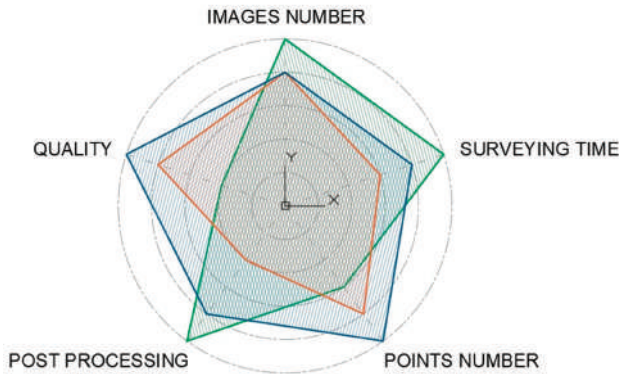 IMAGES NUMBER
QUALITY
SURVEYING TIME
Y
X
POST PROCESSING
POINTS NUMBER